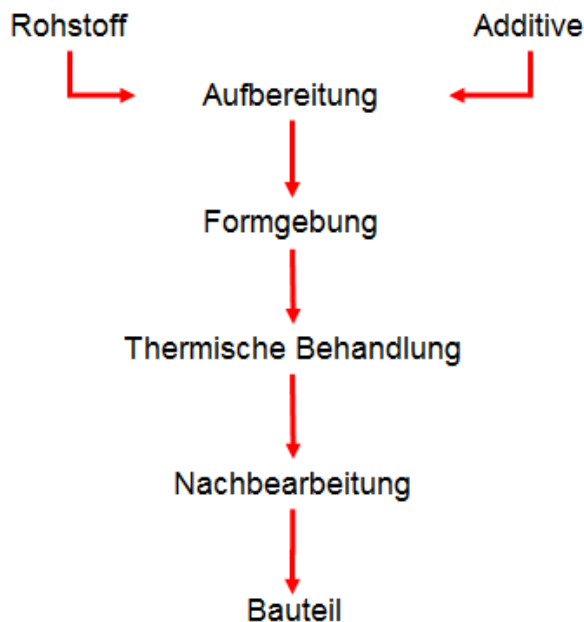 Rohstoff
Additive
Aufbereitung
Formgebung
Thermische Behandlung
Nachbearbeitung
Bauteil